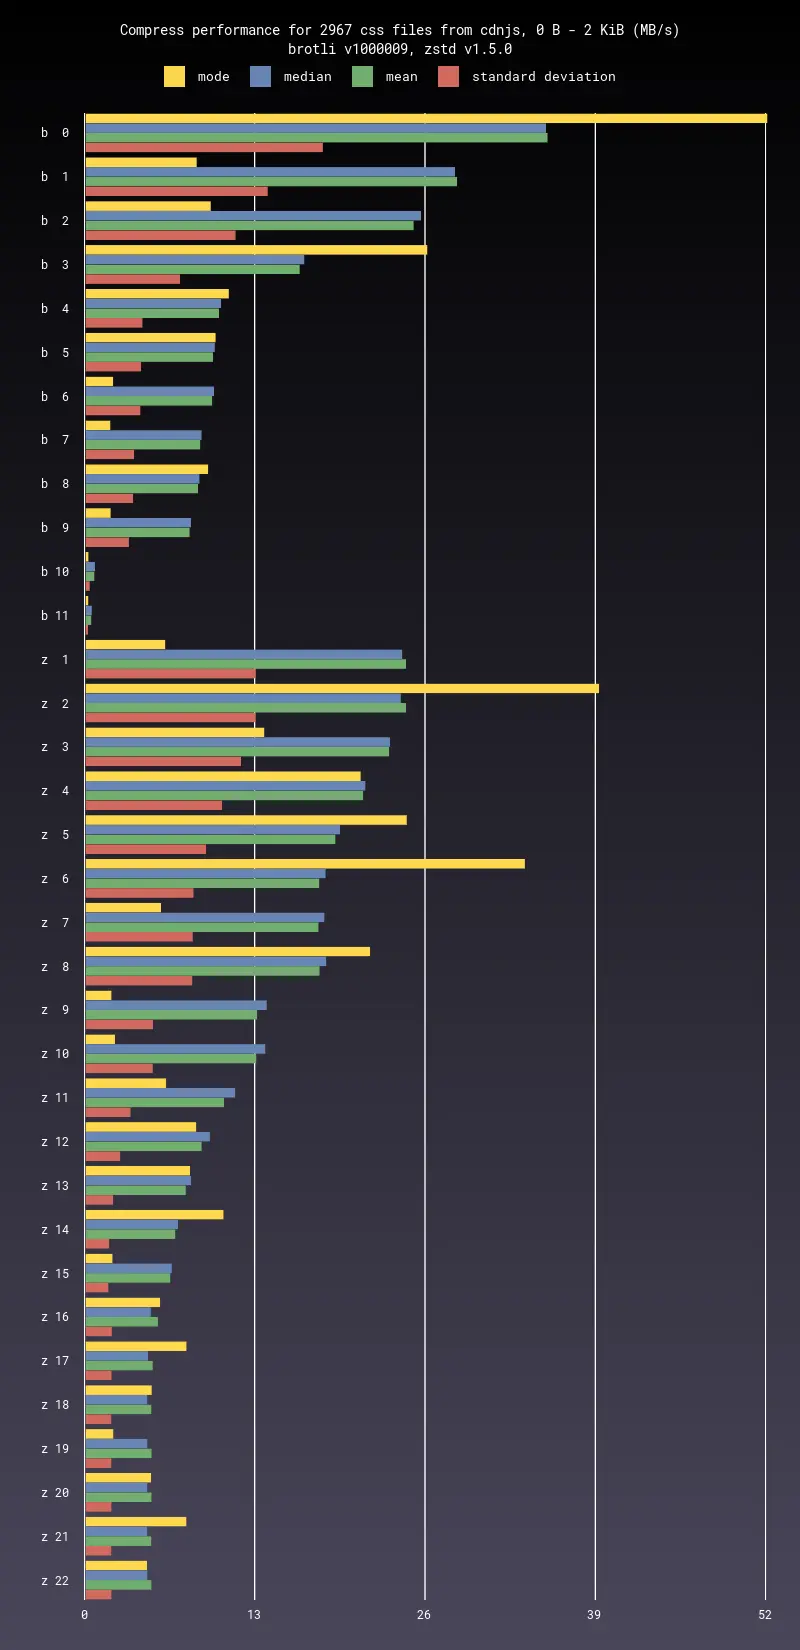 Compress performance for 2967 css files from cdnjs, 0 B - 2 KiB (MB/s)
brotli v1000009, zstd v1.5.0
mode median mean standard deviation
b 0
b 1
b 2
b 3
b 4
b 5
b 6
b 7
b 8
b 9
b 10
b 11
z 1
z 2
z 3
z 4
z 5
z 6
z 7
z 8
z 9
z 10
z 11
z 12
z 13
z 14
z 15
z 16
z 17
z 18
z 19
z 20
z 21
z 22
0 13 26 39 52